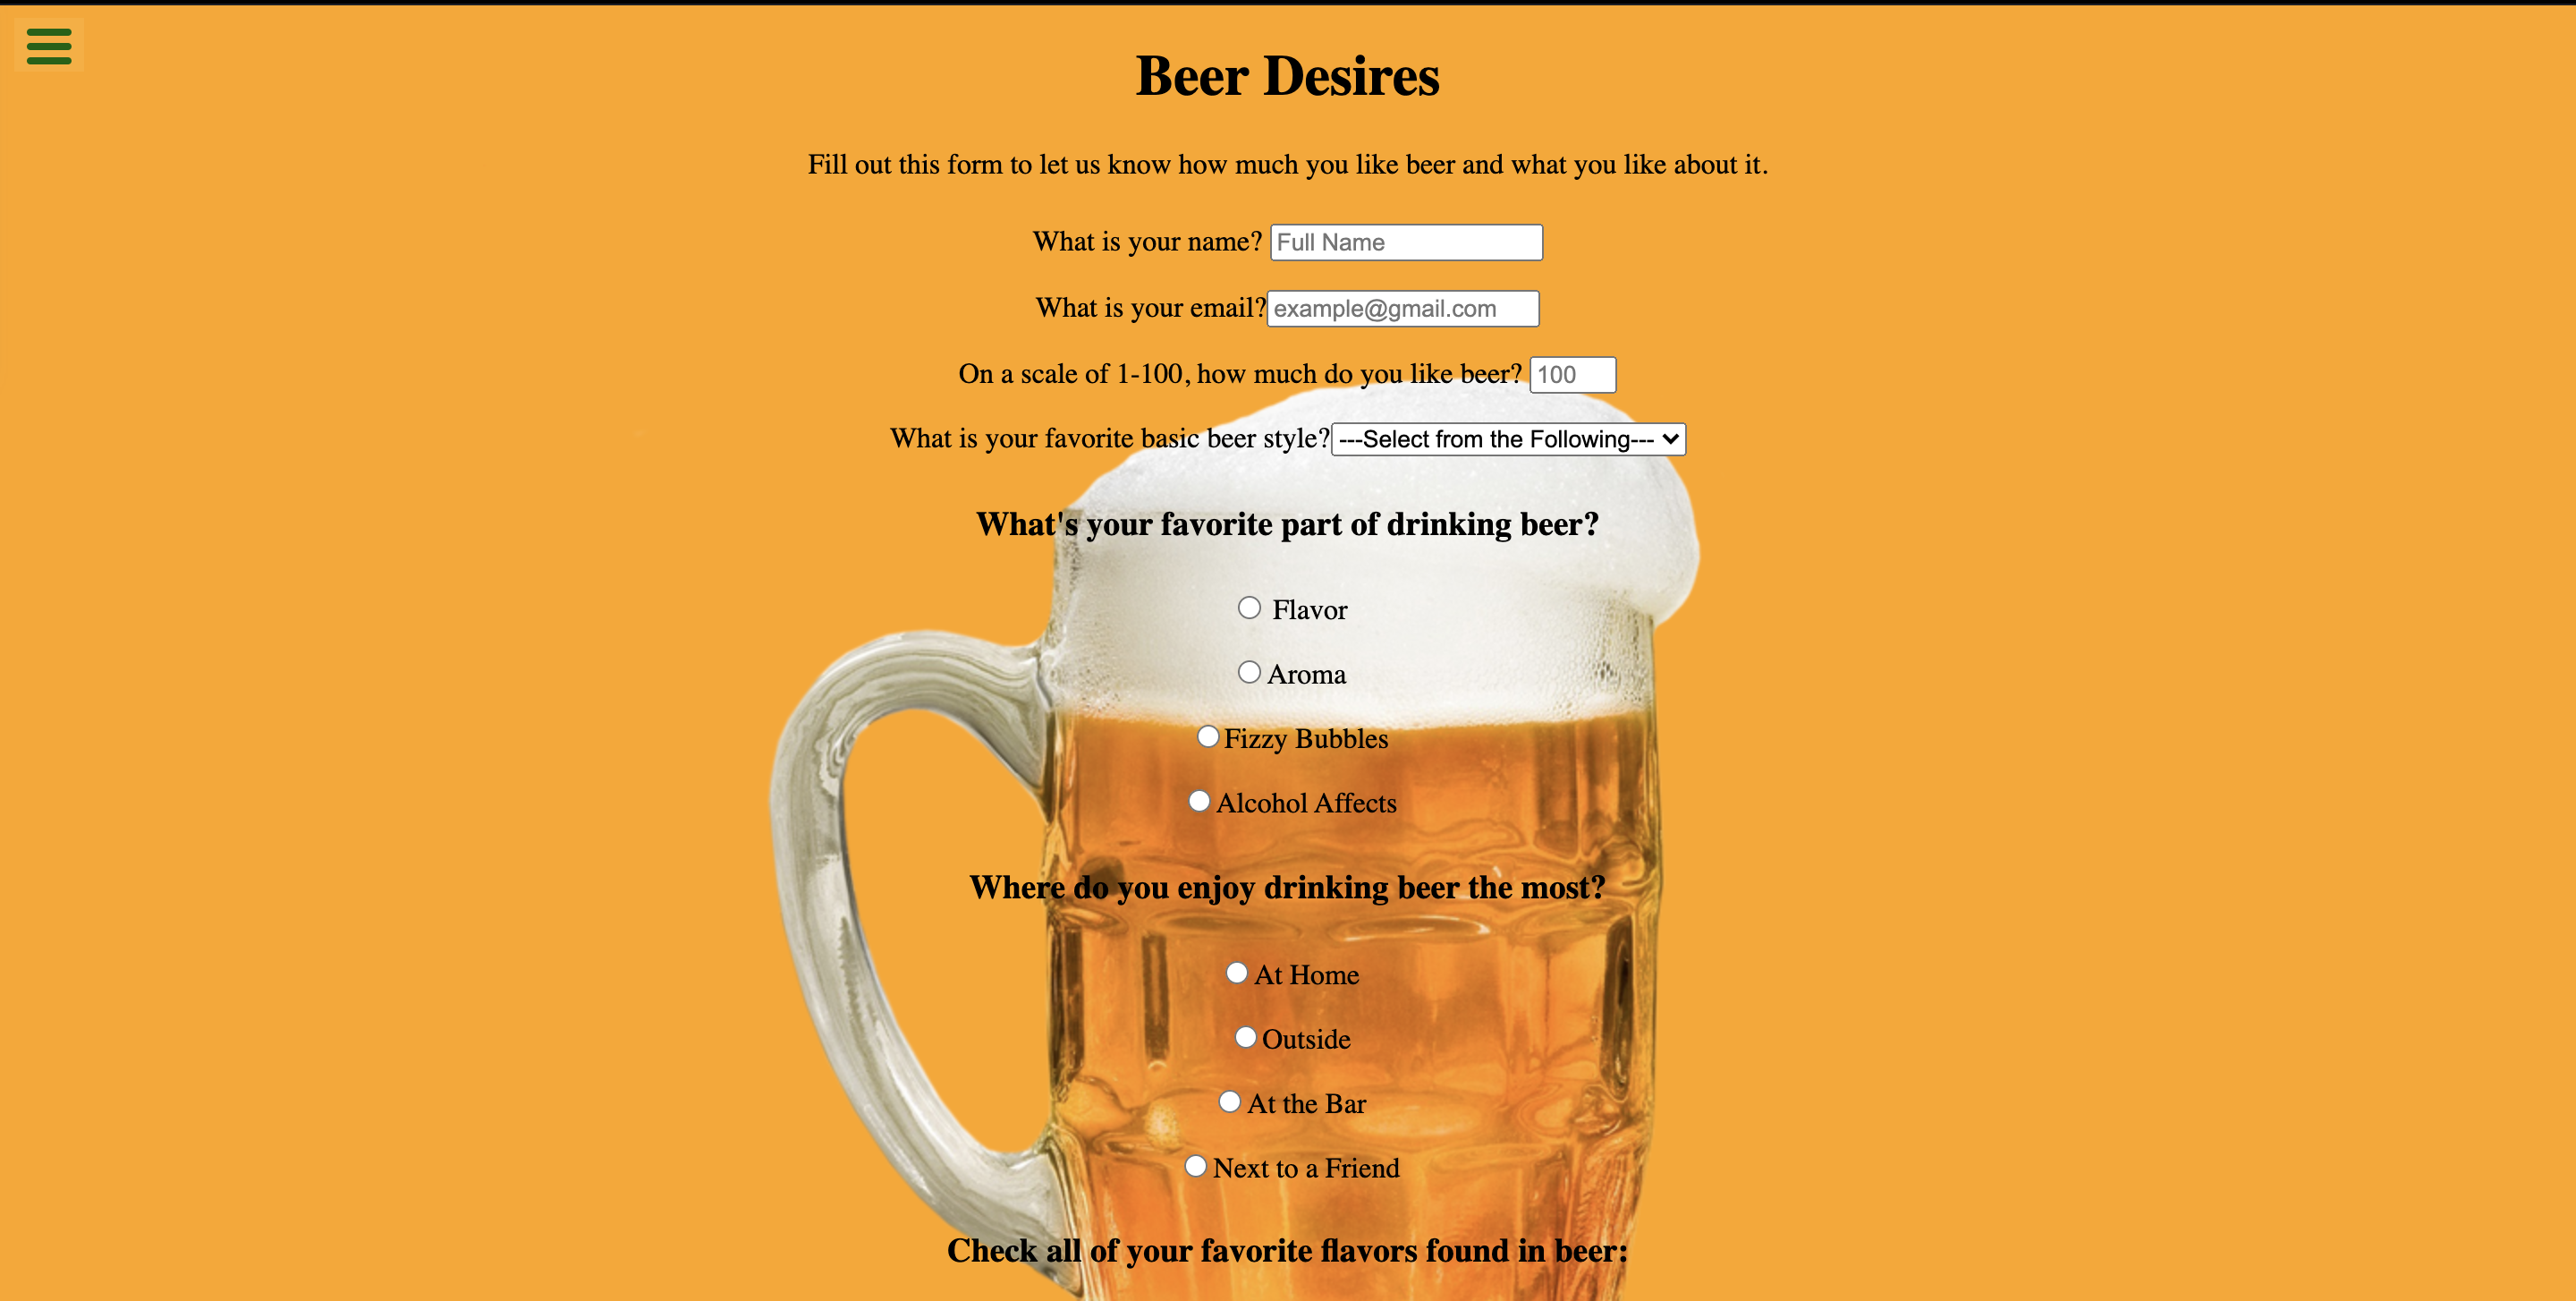 Beer Desires
Fill out this form to let us know how much you like beer and what you like about it.
What is your name? Full Name
What is your email? example@gmail.com
On a scale of 1-100, how much do you like beer? 100
What is your favorite basic beer style? ---Select from the Following---
What's your favorite part of drinking beer?
Flavor
Aroma
Fizzy Bubbles
Alcohol Affects
Where do you enjoy drinking beer the most?
At Home
Outside
At the Bar
Next to a Friend
Check all of your favorite flavors found in beer: